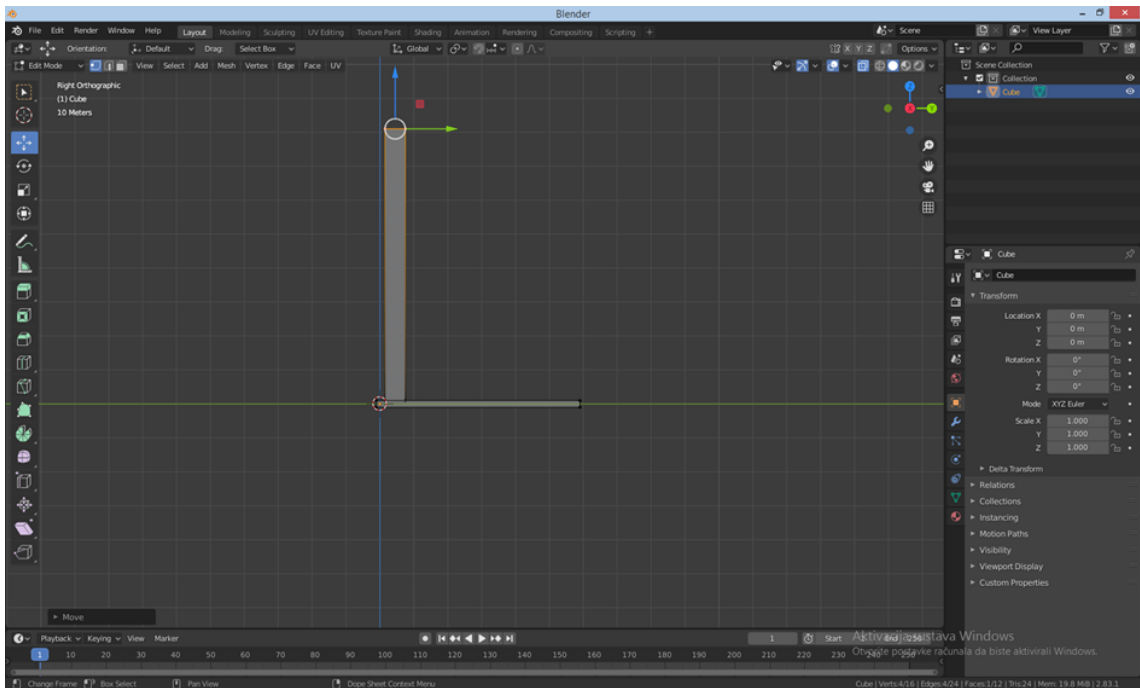 Blender
File Edit Render Window Help Layout Modeling Sculpting UV Editing Texture Paint Shading Animation Rendering Compositing Scripting + Scene View Layer
Orientation: Default Drag: Select Box Global X Y Z Options
Edit Mode View Select Add Mesh Vertex Edge Face UV
Right Orthographic
(1) Cube
10 Meters
Z
X
Y
Scene Collection
Collection
Cube
Cube
Cube
Transform
Location X 0 m
Y 0 m
Z 0 m
Rotation X 0°
Y 0°
Z 0°
Mode XYZ Euler
Scale X 1.000
Y 1.000
Z 1.000
Delta Transform
Relations
Collections
Instancing
Motion Paths
Visibility
Viewport Display
Custom Properties
Move
Playback Keying View Marker 1 Start 1 End 250
Aktivacija sustava Windows
Otvorite postavke računala da biste aktivirali Windows.
1 10 20 30 40 50 60 70 80 90 100 110 120 130 140 150 160 170 180 190 200 210 220 230 240 250
Change Frame Box Select Pan View Dope Sheet Context Menu Cube | Verts:4/16 | Edges:4/24 | Faces:1/12 | Tris:24 | Mem: 19.8 MiB | 2.83.1